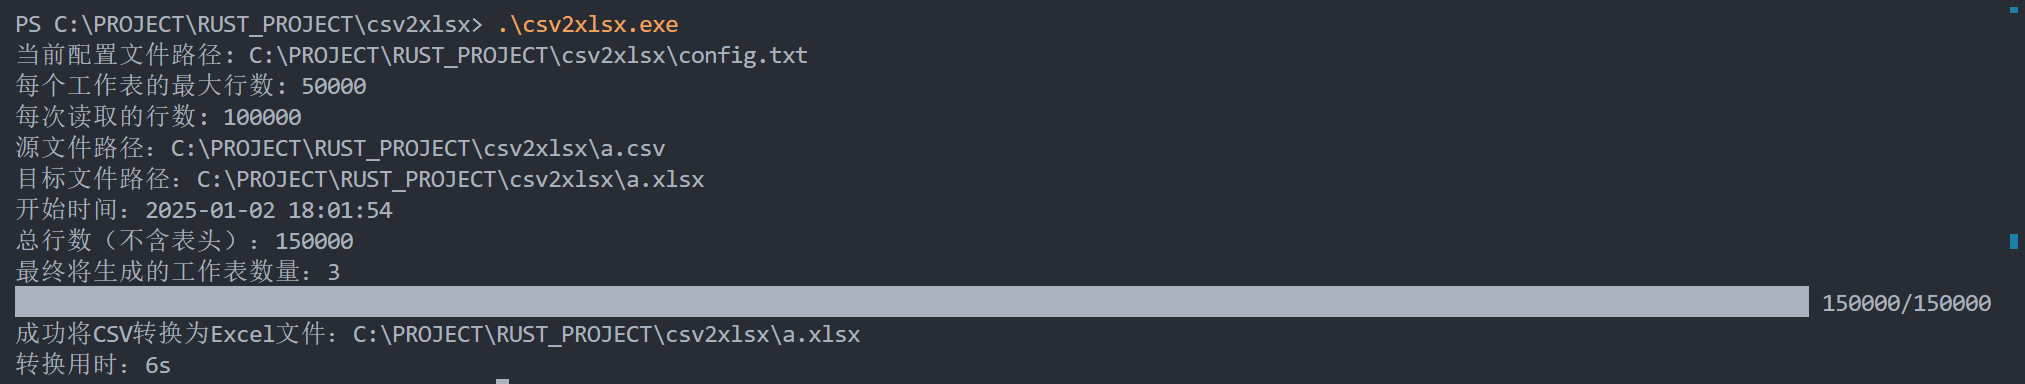 PS C:\PROJECT\RUST_PROJECT\csv2xlsx> .\csv2xlsx.exe
当前配置文件路径: C:\PROJECT\RUST_PROJECT\csv2xlsx\config.txt
每个工作表的最大行数: 50000
每次读取的行数: 100000
源文件路径: C:\PROJECT\RUST_PROJECT\csv2xlsx\a.csv
目标文件路径: C:\PROJECT\RUST_PROJECT\csv2xlsx\a.xlsx
开始时间: 2025-01-02 18:01:54
总行数（不含表头）: 150000
最终将生成的工作表数量: 3
150000/150000
成功将CSV转换为Excel文件: C:\PROJECT\RUST_PROJECT\csv2xlsx\a.xlsx
转换用时: 6s